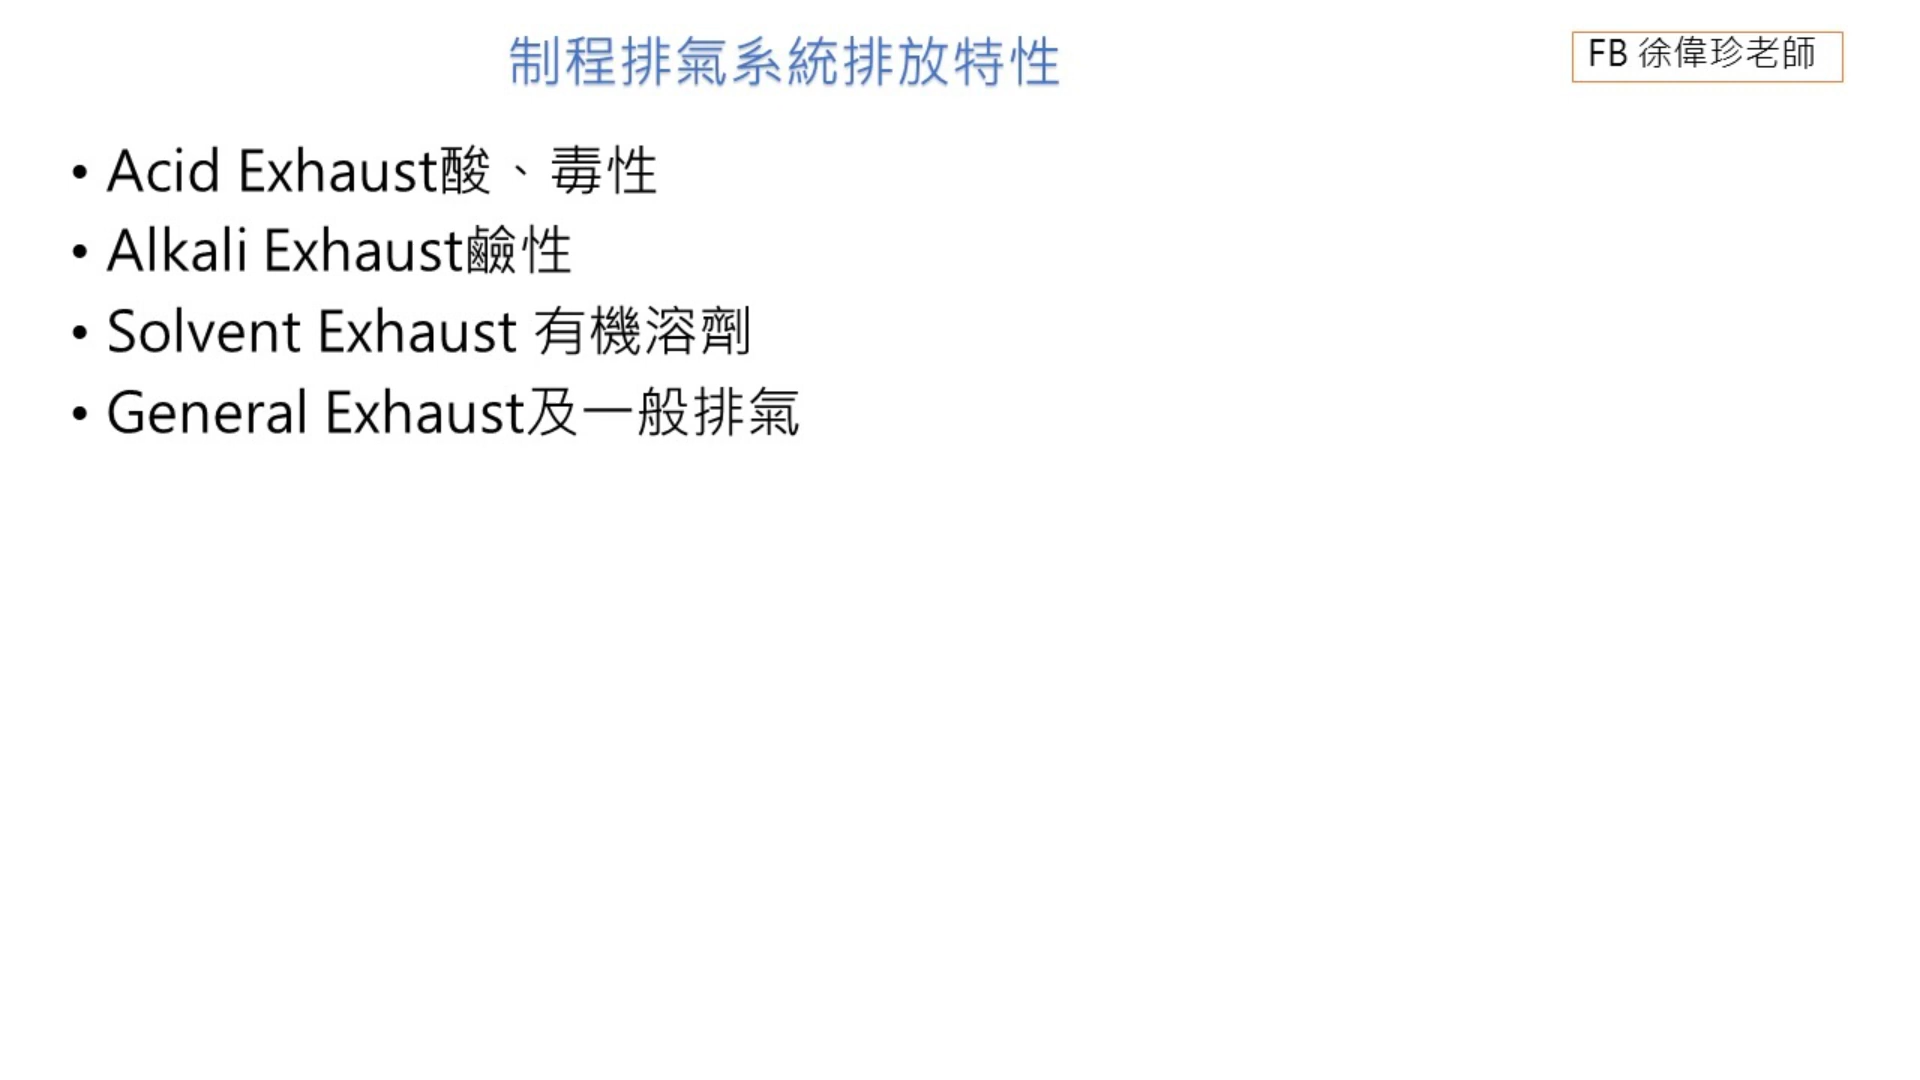 制程排氣系統排放特性
FB 徐偉珍老師
• Acid Exhaust酸、毒性
• Alkali Exhaust鹼性
• Solvent Exhaust 有機溶劑
• General Exhaust及一般排氣